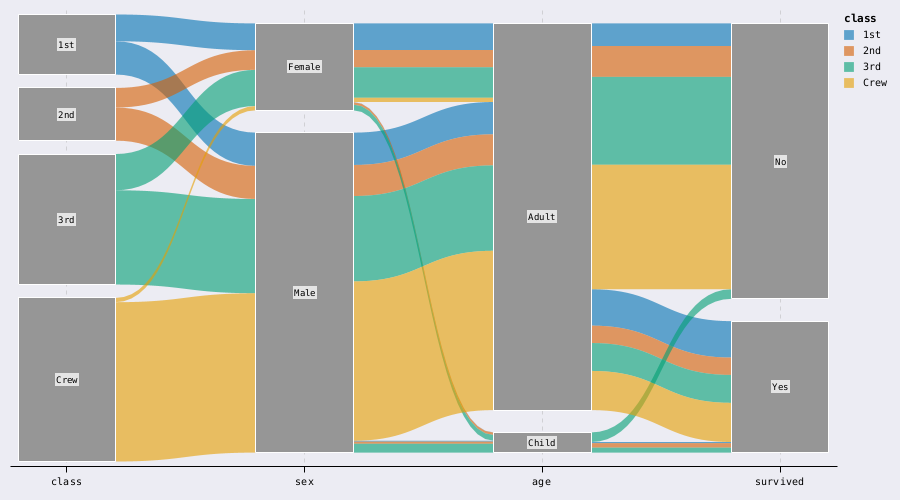 class
1st
2nd
3rd
Crew
1st
2nd
3rd
Crew
Female
Male
Adult
Child
No
Yes
class
sex
age
survived